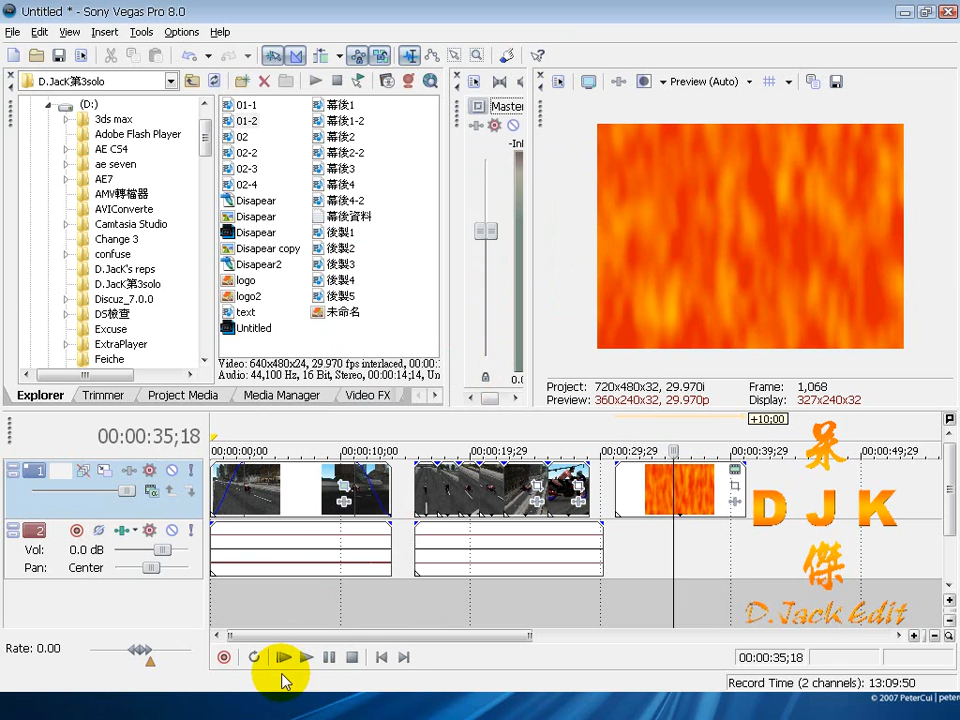 Untitled * - Sony Vegas Pro 8.0
File Edit View Insert Tools Options Help
D.JacK第3solo
Preview (Auto)
(D:)
3ds max
Adobe Flash Player
AE CS4
ae seven
AE7
AMV轉檔器
AVIConverte
Camtasia Studio
Change 3
confuse
D.JacK's reps
D.JacK第3solo
Discuz_7.0.0
DS檢查
Excuse
ExtraPlayer
Feiche
01-1
01-2
02
02-2
02-3
02-4
Disapear
Disapear
Disapear
Disapear copy
Disapear2
logo
logo2
text
Untitled
幕後1
幕後1-2
幕後2
幕後2-2
幕後3
幕後4
幕後4-2
幕後資料
後製1
後製2
後製3
後製4
後製5
未命名
Video: 640x480x24, 29.970 fps interlaced, 00:00:
Audio: 44,100 Hz, 16 Bit, Stereo, 00:00:14;14, Un
Explorer Trimmer Project Media Media Manager Video FX
Master
-Inf
0.0
Project: 720x480x32, 29.970i Frame: 1,068
Preview: 360x240x32, 29.970p Display: 327x240x32
+10;00
00:00:35;18
00:00:00;00 00:00:10;00 00:00:19;29 00:00:29;29 00:00:39;29 00:00:49;29
1
2
Vol: 0.0 dB
Pan: Center
呆
D J K
傑
D.Jack Edit
Rate: 0.00
00:00:35;18
Record Time (2 channels): 13:09:50
© 2007 PeterCui | peter